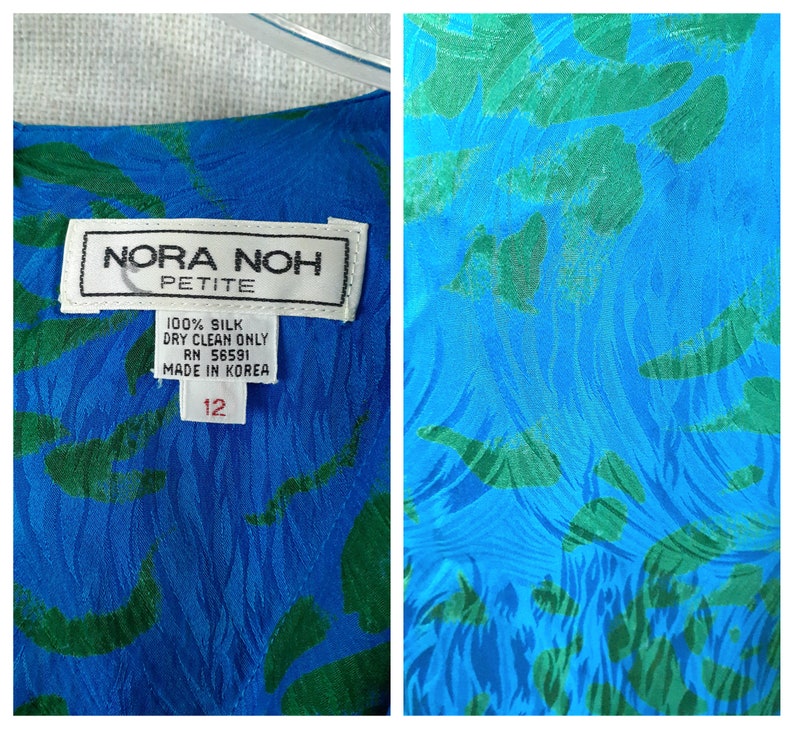 NORA NOH
PETITE
100% SILK
DRY CLEAN ONLY
RN 56591
MADE IN KOREA
12